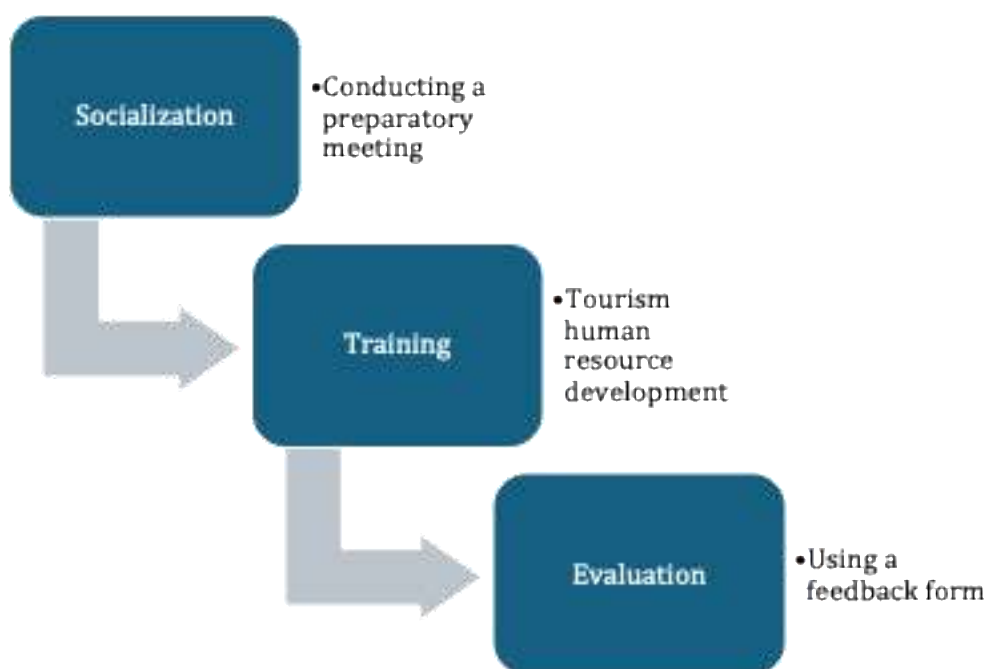 Socialization
•Conducting a
preparatory
meeting
Training
•Tourism
human
resource
development
Evaluation
•Using a
feedback form